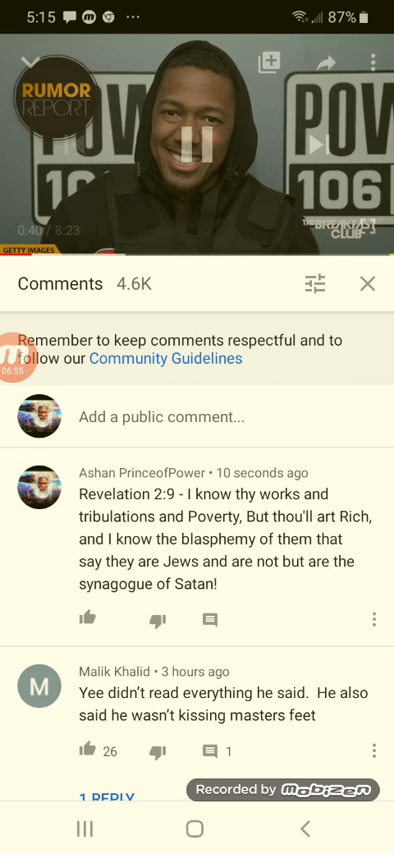 5:15
87%
RUMOR
REPORT
POW
106
POW
106
0:40 / 8:23
THE BREAKFAST
CLUB
GETTY IMAGES
Comments 4.6K
Remember to keep comments respectful and to
follow our Community Guidelines
06:55
Add a public comment...
Ashan PrinceofPower • 10 seconds ago
Revelation 2:9 - I know thy works and
tribulations and Poverty, But thou'll art Rich,
and I know the blasphemy of them that
say they are Jews and are not but are the
synagogue of Satan!
M
Malik Khalid • 3 hours ago
Yee didn't read everything he said. He also
said he wasn't kissing masters feet
26 1
1 REPLY
Recorded by mobizen